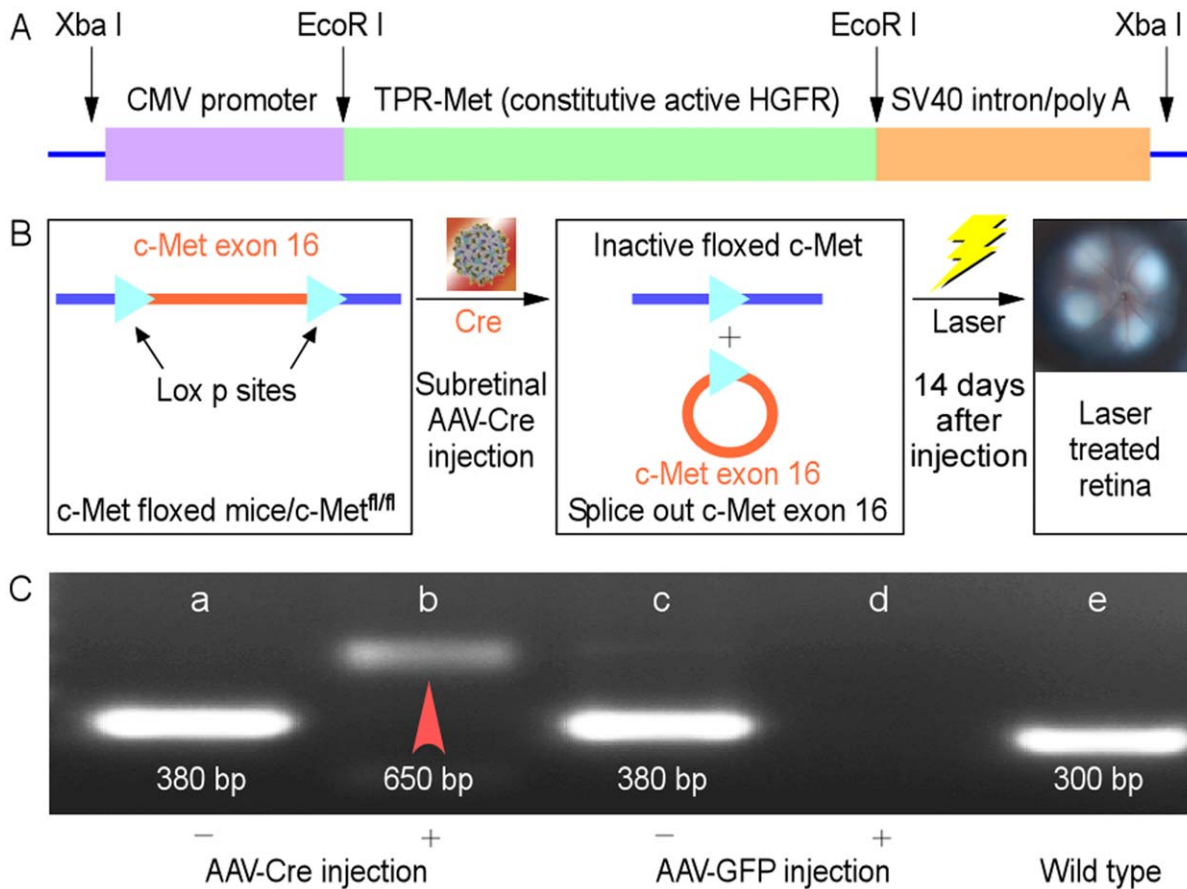 A
Xba I EcoR I EcoR I Xba I
CMV promoter TPR-Met (constitutive active HGFR) SV40 intron/poly A
B
c-Met exon 16
Lox p sites
c-Met floxed mice/c-Met^fl/fl
Cre
Subretinal
AAV-Cre
injection
Inactive floxed c-Met
+
c-Met exon 16
Splice out c-Met exon 16
Laser
14 days
after
injection
Laser
treated
retina
C
a b c d e
380 bp 650 bp 380 bp 300 bp
− + − +
AAV-Cre injection AAV-GFP injection Wild type